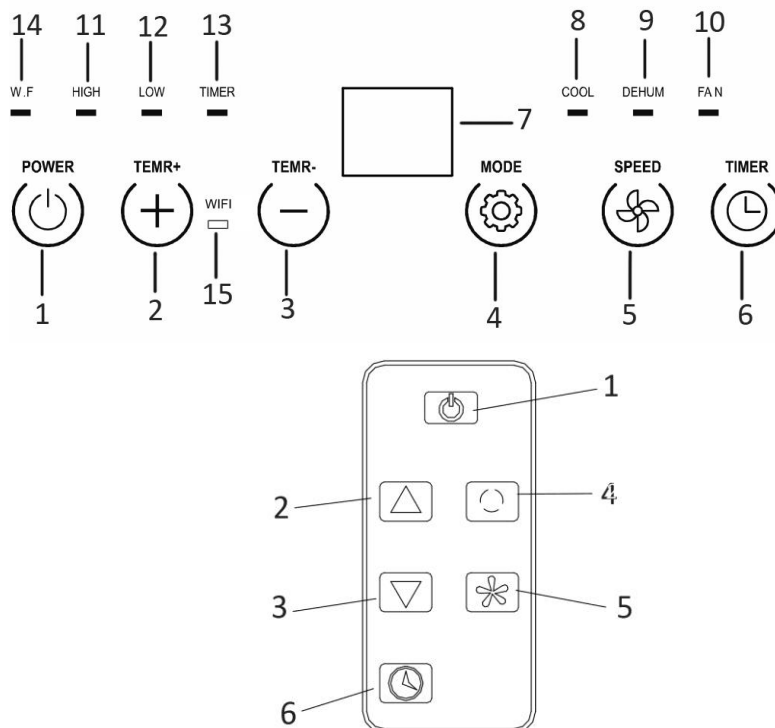 14 11 12 13 8 9 10
W.F HIGH LOW TIMER COOL DEHUM FAN
7
POWER TEMR+ TEMR- MODE SPEED TIMER
WIFI
1 2 15 3 4 5 6
1
2 4
3 5
6